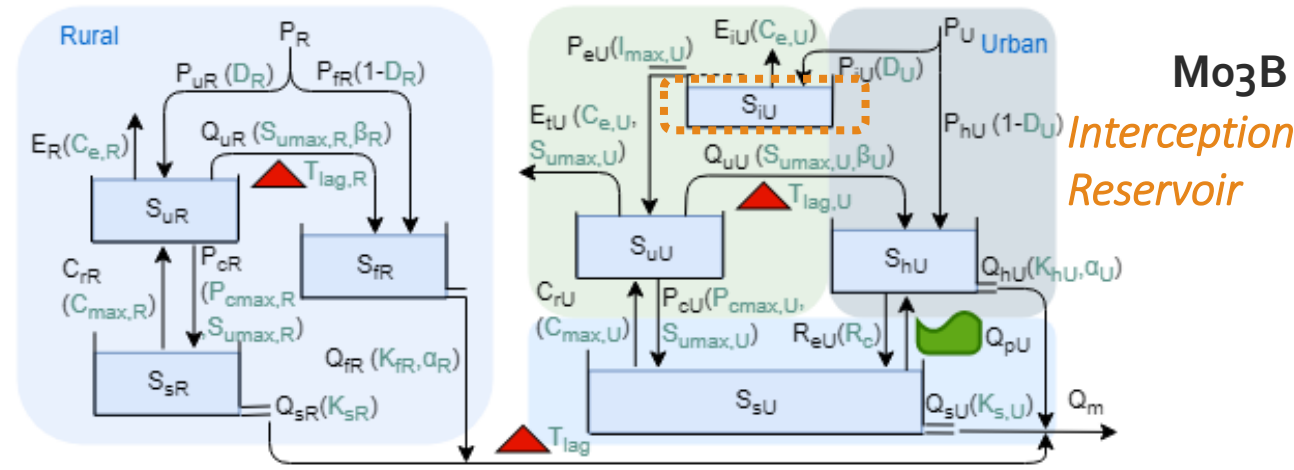 Rural
P_R
P_uR (D_R)
P_fR(1-D_R)
E_R(C_e,R)
Q_uR (S_umax,R,β_R)
T_lag,R
S_uR
S_fR
C_rR
(C_max,R)
P_cR
(P_cmax,R
,S_umax,R)
S_sR
Q_fR (K_fR,α_R)
Q_sR(K_sR)
T_lag
P_eU(I_max,U)
E_iU(C_e,U)
P_U
Urban
P_iU(D_U)
S_iU
E_tU (C_e,U,
S_umax,U)
P_hU (1-D_U)
Q_uU (S_umax,U,β_U)
T_lag,U
S_uU
S_hU
Q_hU(K_hU,α_U)
C_rU
(C_max,U)
P_cU(P_cmax,U,
S_umax,U)
R_eU(R_c)
Q_pU
S_sU
Q_sU(K_s,U)
Q_m
Mo3B
Interception
Reservoir